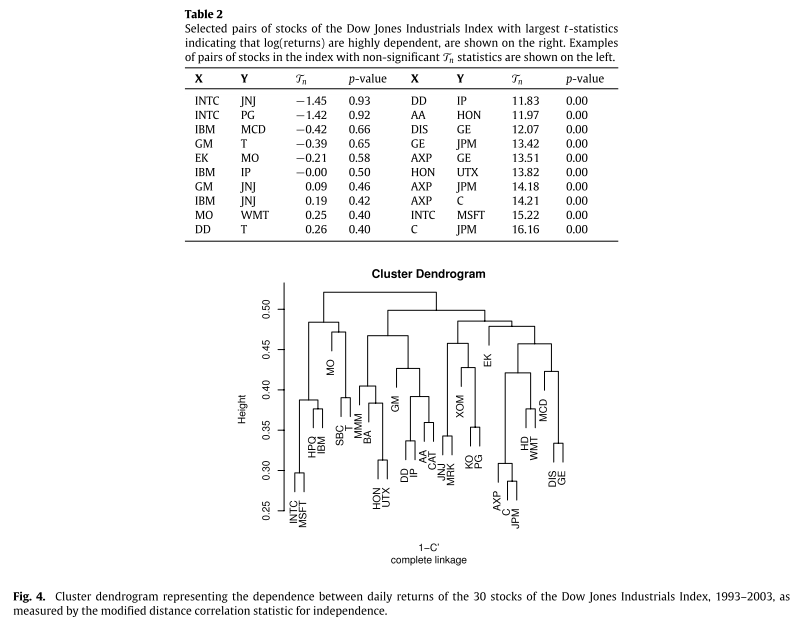 Table 2
Selected pairs of stocks of the Dow Jones Industrials Index with largest t-statistics
indicating that log(returns) are highly dependent, are shown on the right. Examples
of pairs of stocks in the index with non-significant 𝒯n statistics are shown on the left.
X Y 𝒯n p-value X Y 𝒯n p-value
INTC JNJ −1.45 0.93 DD IP 11.83 0.00
INTC PG −1.42 0.92 AA HON 11.97 0.00
IBM MCD −0.42 0.66 DIS GE 12.07 0.00
GM T −0.39 0.65 GE JPM 13.42 0.00
EK MO −0.21 0.58 AXP GE 13.51 0.00
IBM IP −0.00 0.50 HON UTX 13.82 0.00
GM JNJ 0.09 0.46 AXP JPM 14.18 0.00
IBM JNJ 0.19 0.42 AXP C 14.21 0.00
MO WMT 0.25 0.40 INTC MSFT 15.22 0.00
DD T 0.26 0.40 C JPM 16.16 0.00
Cluster Dendrogram
Height
0.50
0.45
0.40
0.35
0.30
0.25
INTC
MSFT
HPQ
IBM
MO
SBC
T
MMM
BA
HON
UTX
GM
DD
IP
AA
CAT
JNJ
MRK
XOM
KO
PG
EK
AXP
C
JPM
HD
WMT
MCD
DIS
GE
1−C'
complete linkage
Fig. 4. Cluster dendrogram representing the dependence between daily returns of the 30 stocks of the Dow Jones Industrials Index, 1993–2003, as
measured by the modified distance correlation statistic for independence.